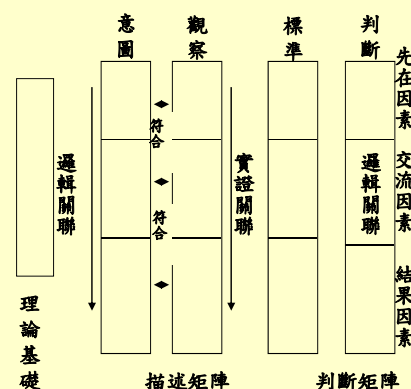 意圖
觀察
標準
判斷
先在因素
符合
邏輯關聯
實證關聯
邏輯關聯
交流因素
符合
結果因素
理論基礎
描述矩陣
判斷矩陣